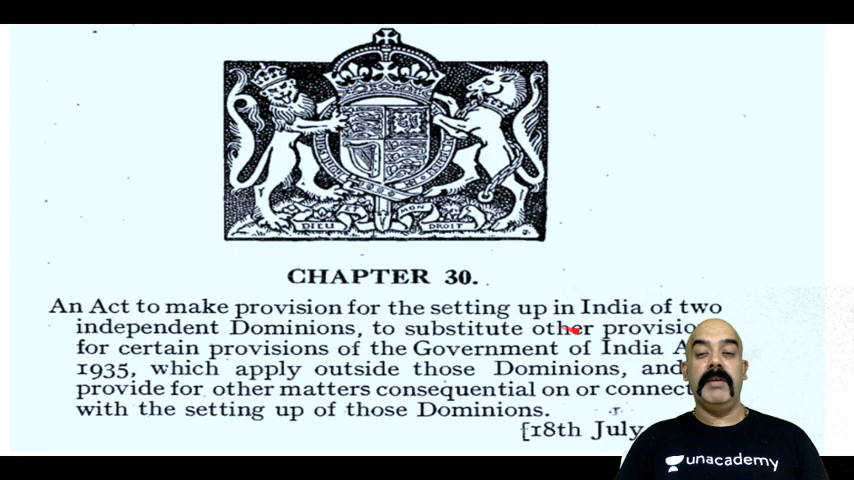 DIEU ET MON DROIT
CHAPTER 30.
An Act to make provision for the setting up in India of two
independent Dominions, to substitute other
for certain provisions of the Government of India
1935, which apply outside those Dominions, and
provide for other matters consequential on or
with the setting up of those Dominions.
[18th July
unacademy